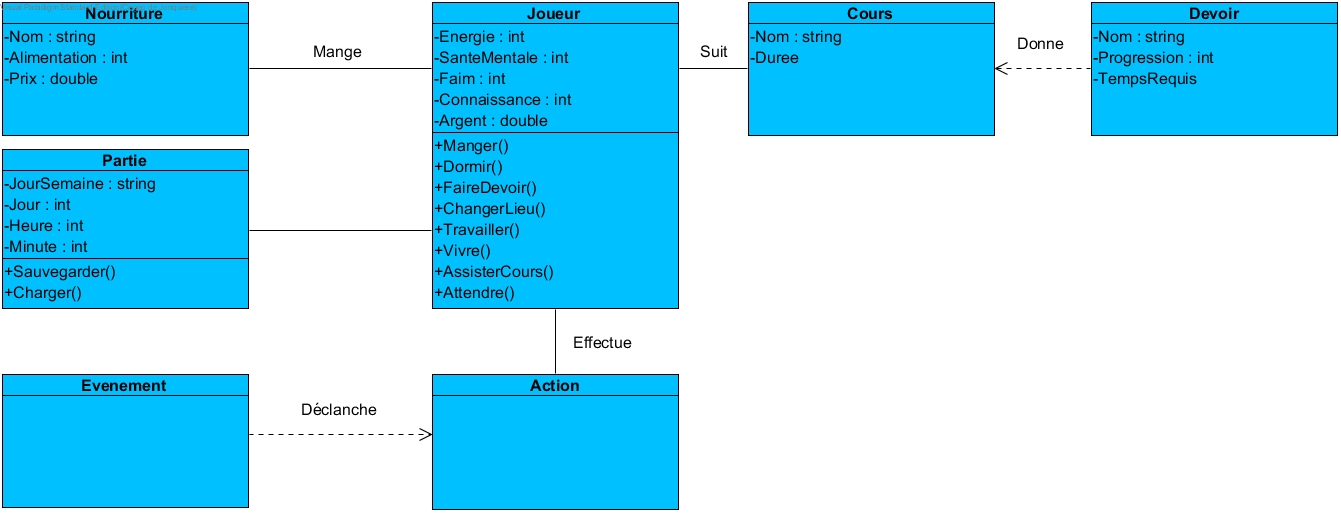 Nourriture
-Nom : string
-Alimentation : int
-Prix : double
Mange
Joueur
-Energie : int
-SanteMentale : int
-Faim : int
-Connaissance : int
-Argent : double
+Manger()
+Dormir()
+FaireDevoir()
+ChangerLieu()
+Travailler()
+Vivre()
+AssisterCours()
+Attendre()
Suit
Cours
-Nom : string
-Duree
Donne
Devoir
-Nom : string
-Progression : int
-TempsRequis
Partie
-JourSemaine : string
-Jour : int
-Heure : int
-Minute : int
+Sauvegarder()
+Charger()
Effectue
Evenement
Déclanche
Action